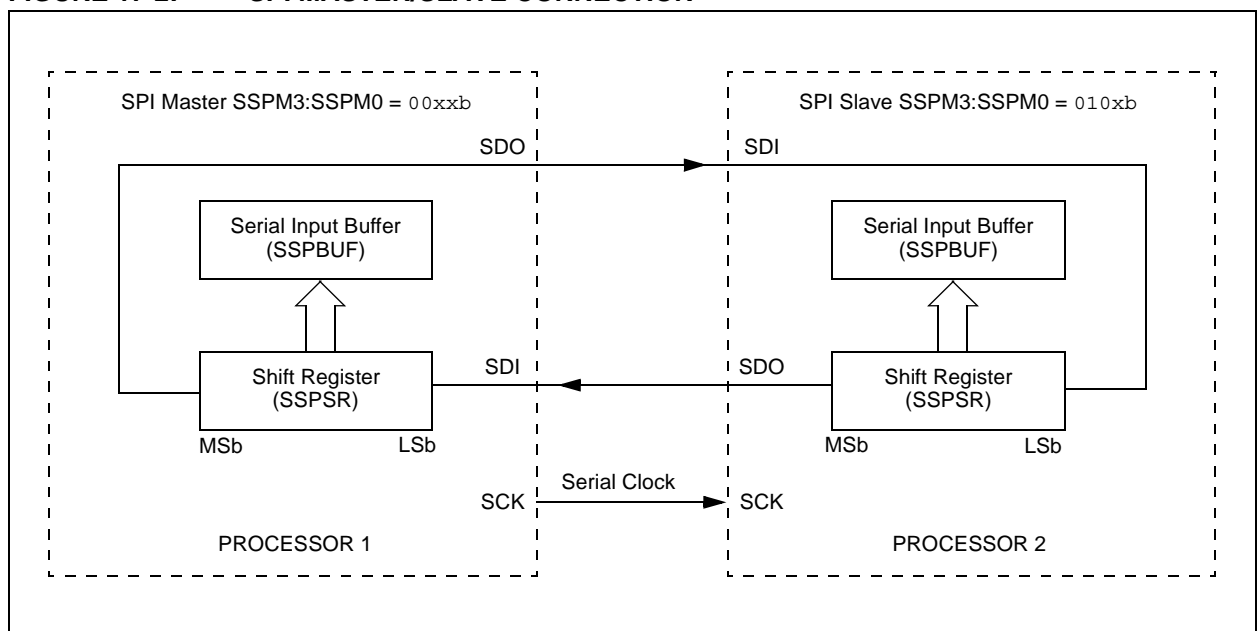 SPI Master SSPM3:SSPM0 = 00xxb
SPI Slave SSPM3:SSPM0 = 010xb
SDO
SDI
Serial Input Buffer
(SSPBUF)
Serial Input Buffer
(SSPBUF)
Shift Register
(SSPSR)
SDI
SDO
Shift Register
(SSPSR)
MSb
LSb
MSb
LSb
Serial Clock
SCK
SCK
PROCESSOR 1
PROCESSOR 2